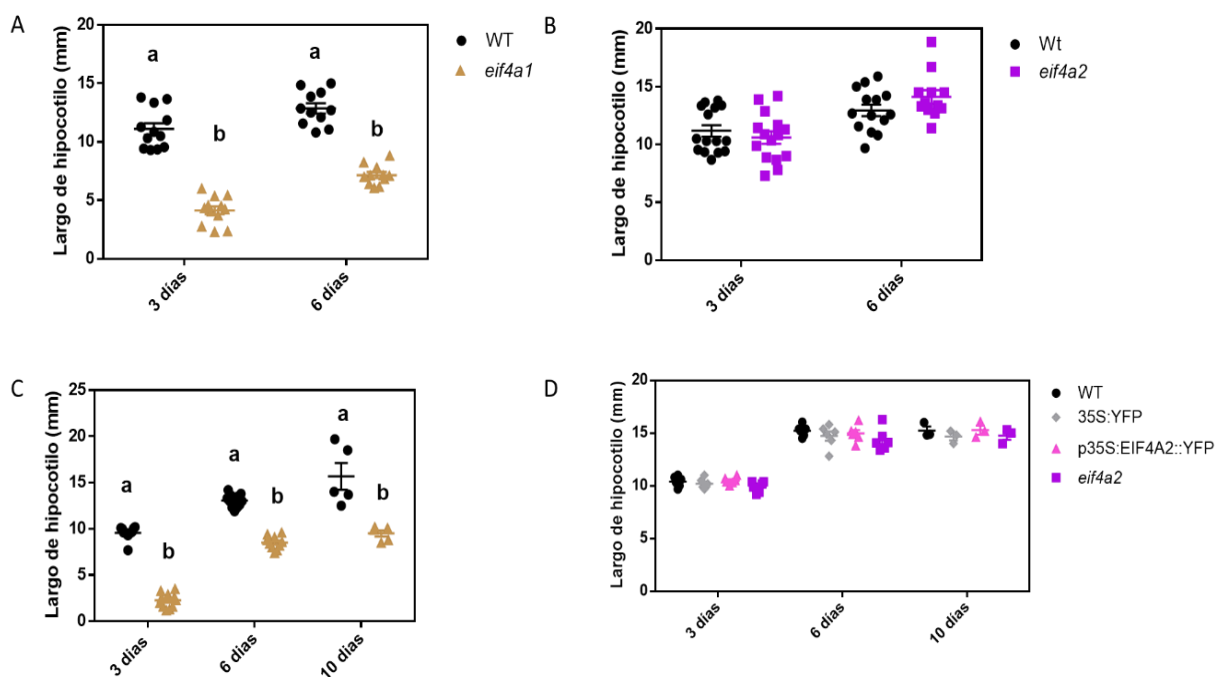 A
Largo de hipocotilo (mm)
20
15
10
5
0
a
b
a
b
3 días
6 días
WT
eif4a1
B
Largo de hipocotilo (mm)
20
15
10
5
0
3 días
6 días
Wt
eif4a2
C
Largo de hipocotilo (mm)
25
20
15
10
5
0
a
b
a
b
a
b
3 días
6 días
10 días
D
Largo de hipocotilo (mm)
20
15
10
5
0
3 días
6 días
10 días
WT
35S:YFP
p35S:EIF4A2::YFP
eif4a2